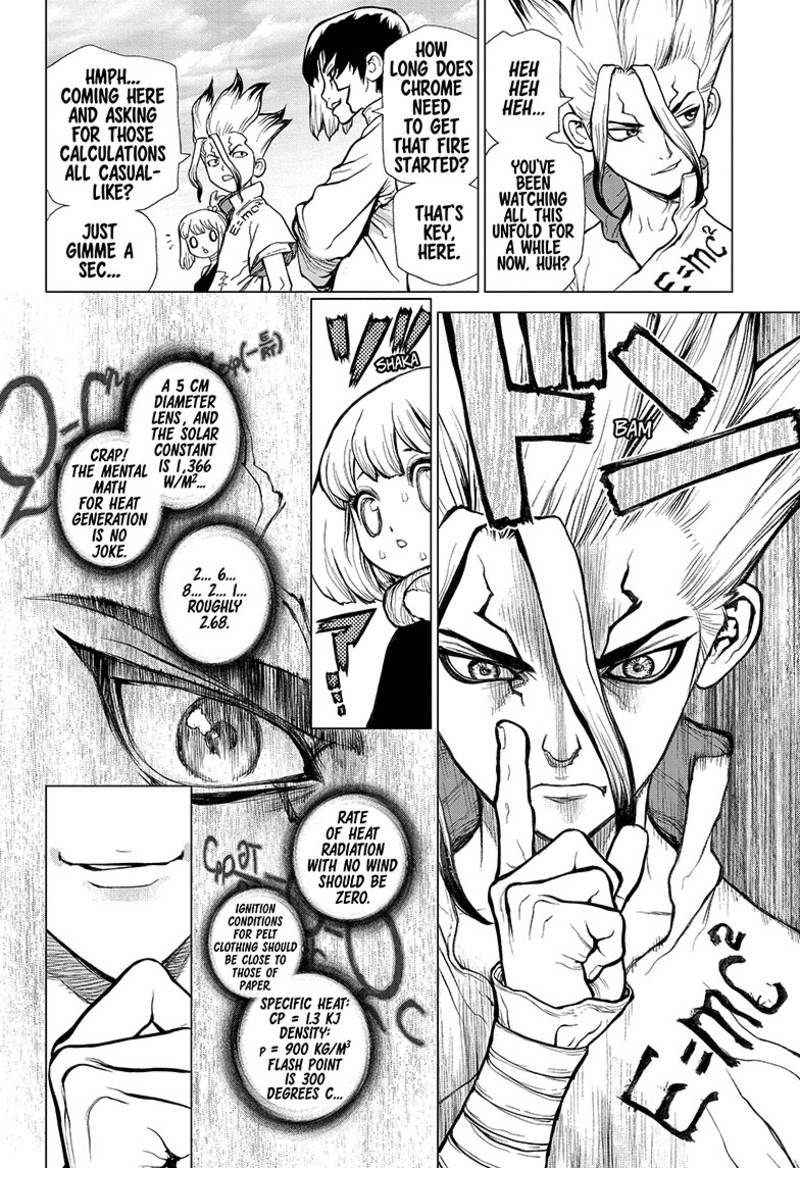 HEH
HEH
HEH...
YOU'VE
BEEN
WATCHING
ALL THIS
UNFOLD FOR
A WHILE
NOW, HUH?
E=mc²
HOW
LONG DOES
CHROME
NEED
TO GET
THAT FIRE
STARTED?
THAT'S
KEY,
HERE.
HMPH...
COMING HERE
AND ASKING
FOR THOSE
CALCULATIONS
ALL CASUAL-
LIKE?
JUST
GIMME A
SEC...
E=mc²
BAM
E=mc²
SHAKA
A 5 CM
DIAMETER
LENS, AND
THE SOLAR
CONSTANT
IS 1,366
W/M²...
CRAP!
THE MENTAL
MATH
FOR HEAT
GENERATION
IS NO
JOKE.
2... 6...
8... 2... 1...
ROUGHLY
2.68.
RATE
OF HEAT
RADIATION
WITH NO WIND
SHOULD BE
ZERO.
IGNITION
CONDITIONS
FOR PELT
CLOTHING SHOULD
BE CLOSE TO
THOSE OF
PAPER
SPECIFIC HEAT:
CP = 1.3 KJ
DENSITY:
P = 900 KG/M³
FLASH POINT
IS 300
DEGREES C...